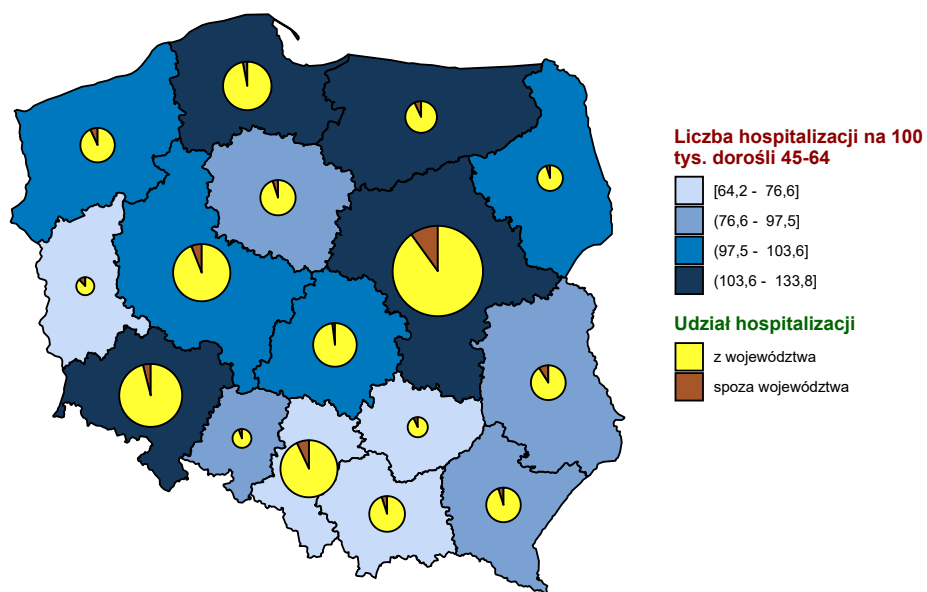 Liczba hospitalizacji na 100
tys. dorośli 45-64
[64,2 - 76,6]
(76,6 - 97,5]
(97,5 - 103,6]
(103,6 - 133,8]
Udział hospitalizacji
z województwa
spoza województwa